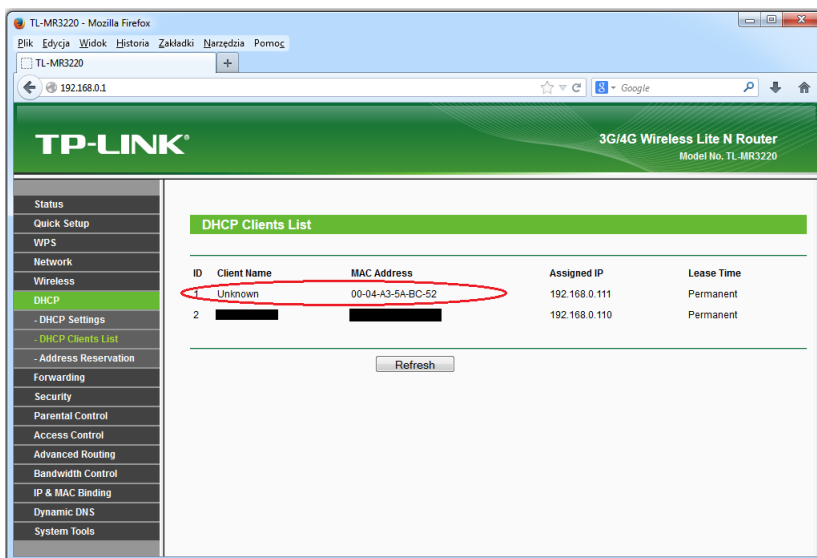 TL-MR3220 - Mozilla Firefox
Plik Edycja Widok Historia Zakładki Narzędzia Pomoc
TL-MR3220 +
192.168.0.1 8 Google
TP-LINK®
3G/4G Wireless Lite N Router
Model No. TL-MR3220
Status
Quick Setup
WPS
Network
Wireless
DHCP
- DHCP Settings
- DHCP Clients List
- Address Reservation
Forwarding
Security
Parental Control
Access Control
Advanced Routing
Bandwidth Control
IP & MAC Binding
Dynamic DNS
System Tools
DHCP Clients List
ID Client Name MAC Address Assigned IP Lease Time
1 Unknown 00-04-A3-5A-BC-52 192.168.0.111 Permanent
2 192.168.0.110 Permanent
Refresh